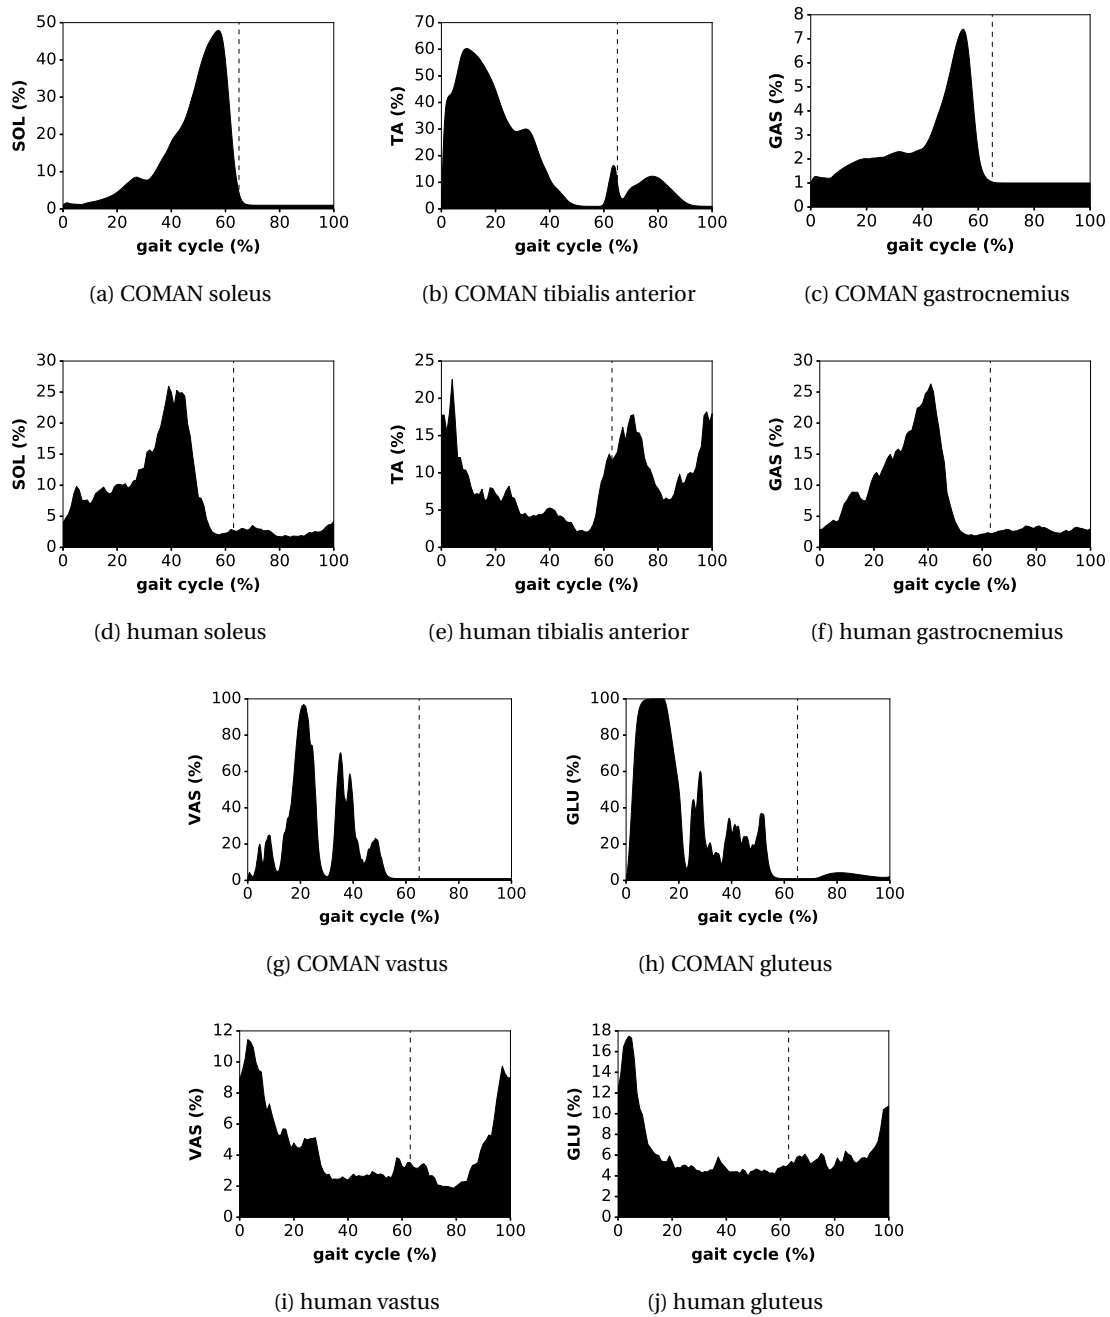 50
40
30
20
10
0
SOL (%)
0 20 40 60 80 100
gait cycle (%)
(a) COMAN soleus
70
60
50
40
30
20
10
0
TA (%)
0 20 40 60 80 100
gait cycle (%)
(b) COMAN tibialis anterior
8
7
6
5
4
3
2
1
0
GAS (%)
0 20 40 60 80 100
gait cycle (%)
(c) COMAN gastrocnemius
30
25
20
15
10
5
0
SOL (%)
0 20 40 60 80 100
gait cycle (%)
(d) human soleus
25
20
15
10
5
0
TA (%)
0 20 40 60 80 100
gait cycle (%)
(e) human tibialis anterior
30
25
20
15
10
5
0
GAS (%)
0 20 40 60 80 100
gait cycle (%)
(f) human gastrocnemius
100
80
60
40
20
0
VAS (%)
0 20 40 60 80 100
gait cycle (%)
(g) COMAN vastus
100
80
60
40
20
0
GLU (%)
0 20 40 60 80 100
gait cycle (%)
(h) COMAN gluteus
12
10
8
6
4
2
0
VAS (%)
0 20 40 60 80 100
gait cycle (%)
(i) human vastus
18
16
14
12
10
8
6
4
2
0
GLU (%)
0 20 40 60 80 100
gait cycle (%)
(j) human gluteus